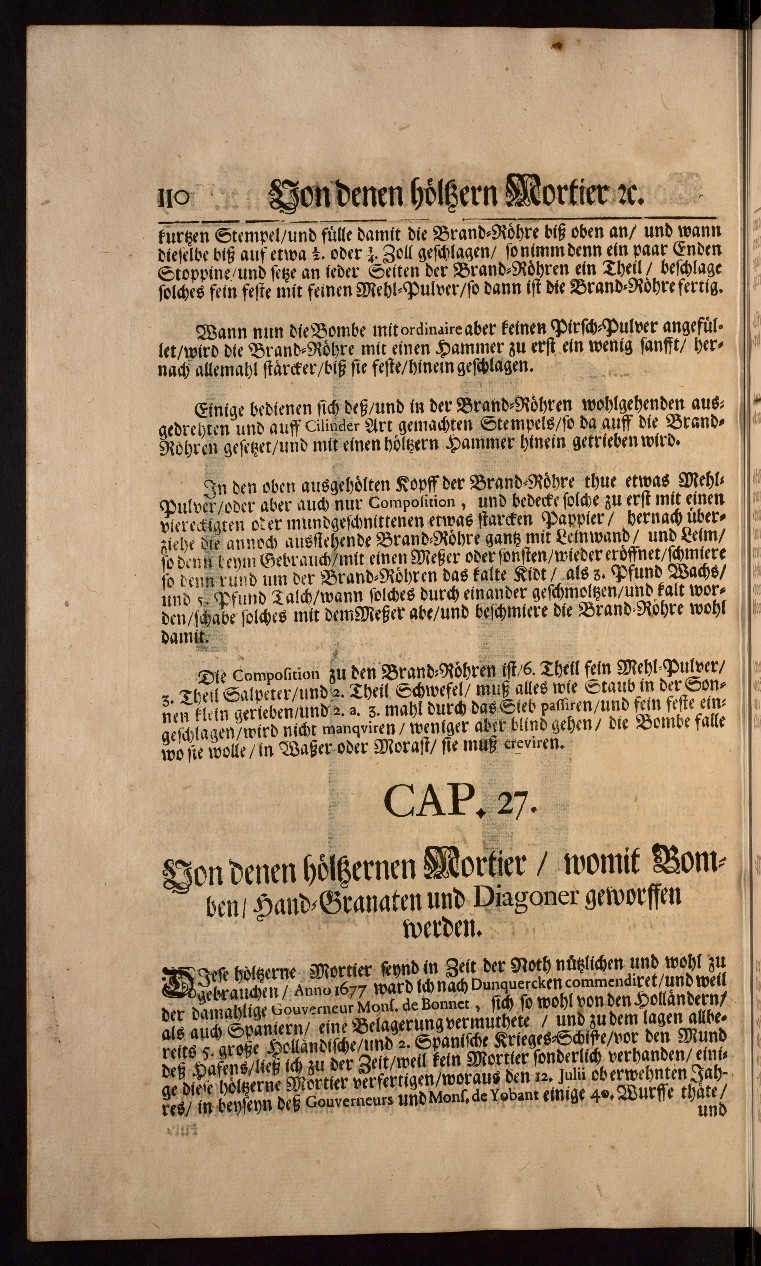 110 Von denen höltzern Mortier ꝛc.
kurtzen Stempel/und fülle damit die Brand-Röhre biß oben an/ und wann
dieselbe biß auf etwa ½. oder ¾. Zoll geschlagen/ so nimm denn ein paar Enden
Stoppine/und setze an ieder Seiten der Brand-Röhren ein Theil/ beschlage
solches fein feste mit feinen Mehl-Pulver/so dann ist die Brand-Röhre fertig.
Wann nun die Bombe mit ordinaire aber keinen Pirsch-Pulver angefül-
let/wird die Brand-Röhre mit einen Hammer zu erst ein wenig sanfft/ her-
nach allemahl stärcker/biß sie feste/hinein geschlagen.
Einige bedienen sich deß/und in der Brand-Röhren wohlgehenden aus-
gedrehten und auff Cilinder Art gemachten Stempels/so da auff die Brand-
Röhren gesetzet/und mit einen höltzern Hammer hinein getrieben wird.
In den oben ausgehölten Kopff der Brand-Röhre thue etwas Mehl-
Pulver/oder aber auch nur Composition, und bedecke solche zu erst mit einen
viereckigten oder rundgeschnittenen etwas starcken Pappier/ hernach über-
ziehe die annoch ausstehende Brand-Röhre gantz mit Leinwand/ und Leim/
so denn beym Gebrauch/mit einen Meßer oder sonsten/wieder eröffnet/schmiere
so denn rund um der Brand-Röhren das kalte Kidt/ als 3. Pfund Wachs/
und 5. Pfund Talch/wann solches durch einander geschmoltzen/und kalt wor-
den/schabe solches mit dem Meßer abe/und beschmiere die Brand-Röhre wohl
damit.
Die Composition zu den Brand-Röhren ist/6. Theil fein Mehl-Pulver/
3. Theil Salpeter/und 2. Theil Schwefel/ muß alles wie Staub in der Son-
nen klein gerieben/und 2. a. 3. mahl durch das Sieb passiren/und fein feste ein-
geschlagen/wird nicht manqviren/ weniger aber blind gehen/ die Bombe falle
wo sie wolle/ in Waßer oder Morast/ sie muß creviren.
CAP. 27.
Von denen höltzernen Mortier/ womit Bom-
ben/ Hand-Granaten und Diagoner geworffen
werden.
DIese höltzerne Mortier seynd in Zeit der Noth nützlichen und wohl zu
gebrauchen/ Anno 1677 ward ich nach Dunquercken commendiret/und weil
der damahlige Gouverneur Mons. de Bonnet, sich so wohl von den Holländern/
als auch Spaniern/ eine Belagerung vermuthete/ und zu dem lagen allbe-
reits 5. große Holländische/und 2. Spanische Krieges-Schiffe/vor den Mund
deß Hafens/ließ ich zu der Zeit/weil kein Mortier sonderlich verhanden/ eini-
ge diese höltzerne Mortier verfertigen/woraus den 12. Julii ob erwehnten Jah-
res/ in beyseyn deß Gouverneurs und Mons. de Yobant einige 40. Wurffe thäte/
und